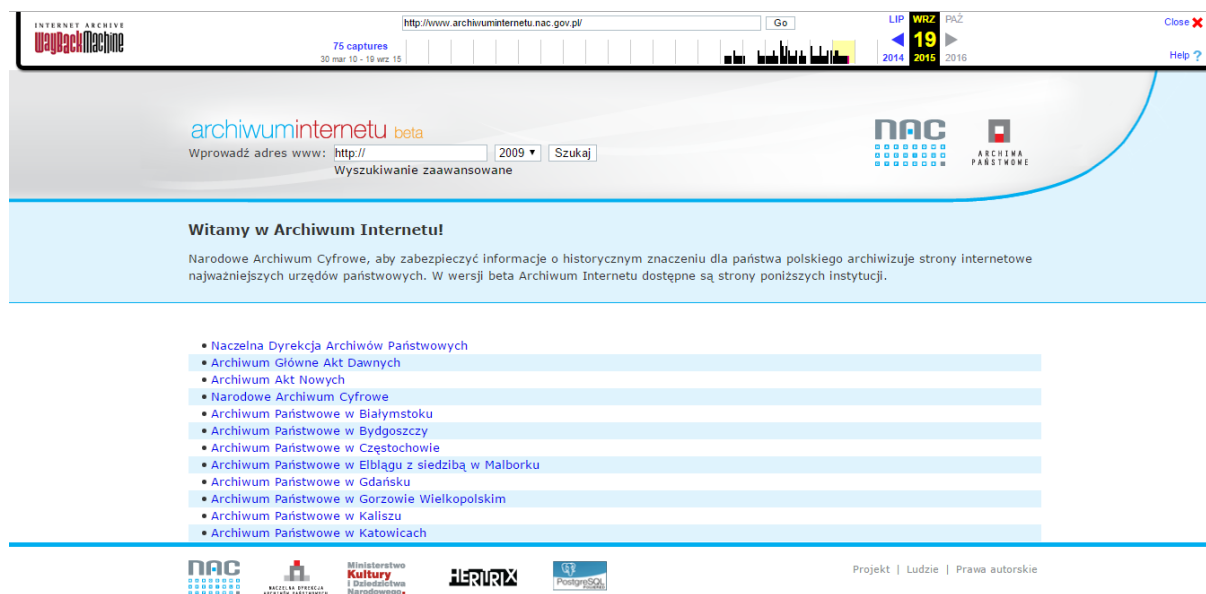 INTERNET ARCHIVE
WayBackMachine
http://www.archiwuminternetu.nac.gov.pl/
Go
75 captures
30 mar 10 - 19 wrz 15
LIP WRZ PAŹ
19
2014 2015 2016
Close
Help ?
archiwuminternetu beta
Wprowadź adres www: http:// 2009 Szukaj
Wyszukiwanie zaawansowane
nac
ARCHIWA
PAŃSTWOWE
Witamy w Archiwum Internetu!
Narodowe Archiwum Cyfrowe, aby zabezpieczyć informacje o historycznym znaczeniu dla państwa polskiego archiwizuje strony internetowe
najważniejszych urzędów państwowych. W wersji beta Archiwum Internetu dostępne są strony poniższych instytucji.
• Naczelna Dyrekcja Archiwów Państwowych
• Archiwum Główne Akt Dawnych
• Archiwum Akt Nowych
• Narodowe Archiwum Cyfrowe
• Archiwum Państwowe w Białymstoku
• Archiwum Państwowe w Bydgoszczy
• Archiwum Państwowe w Częstochowie
• Archiwum Państwowe w Elblągu z siedzibą w Malborku
• Archiwum Państwowe w Gdańsku
• Archiwum Państwowe w Gorzowie Wielkopolskim
• Archiwum Państwowe w Kaliszu
• Archiwum Państwowe w Katowicach
nac
NACZELNA DYREKCJA
ARCHIWÓW PAŃSTWOWYCH
Ministerstwo
Kultury
i Dziedzictwa
Narodowego.
HERITRIX
PostgreSQL
Projekt | Ludzie | Prawa autorskie